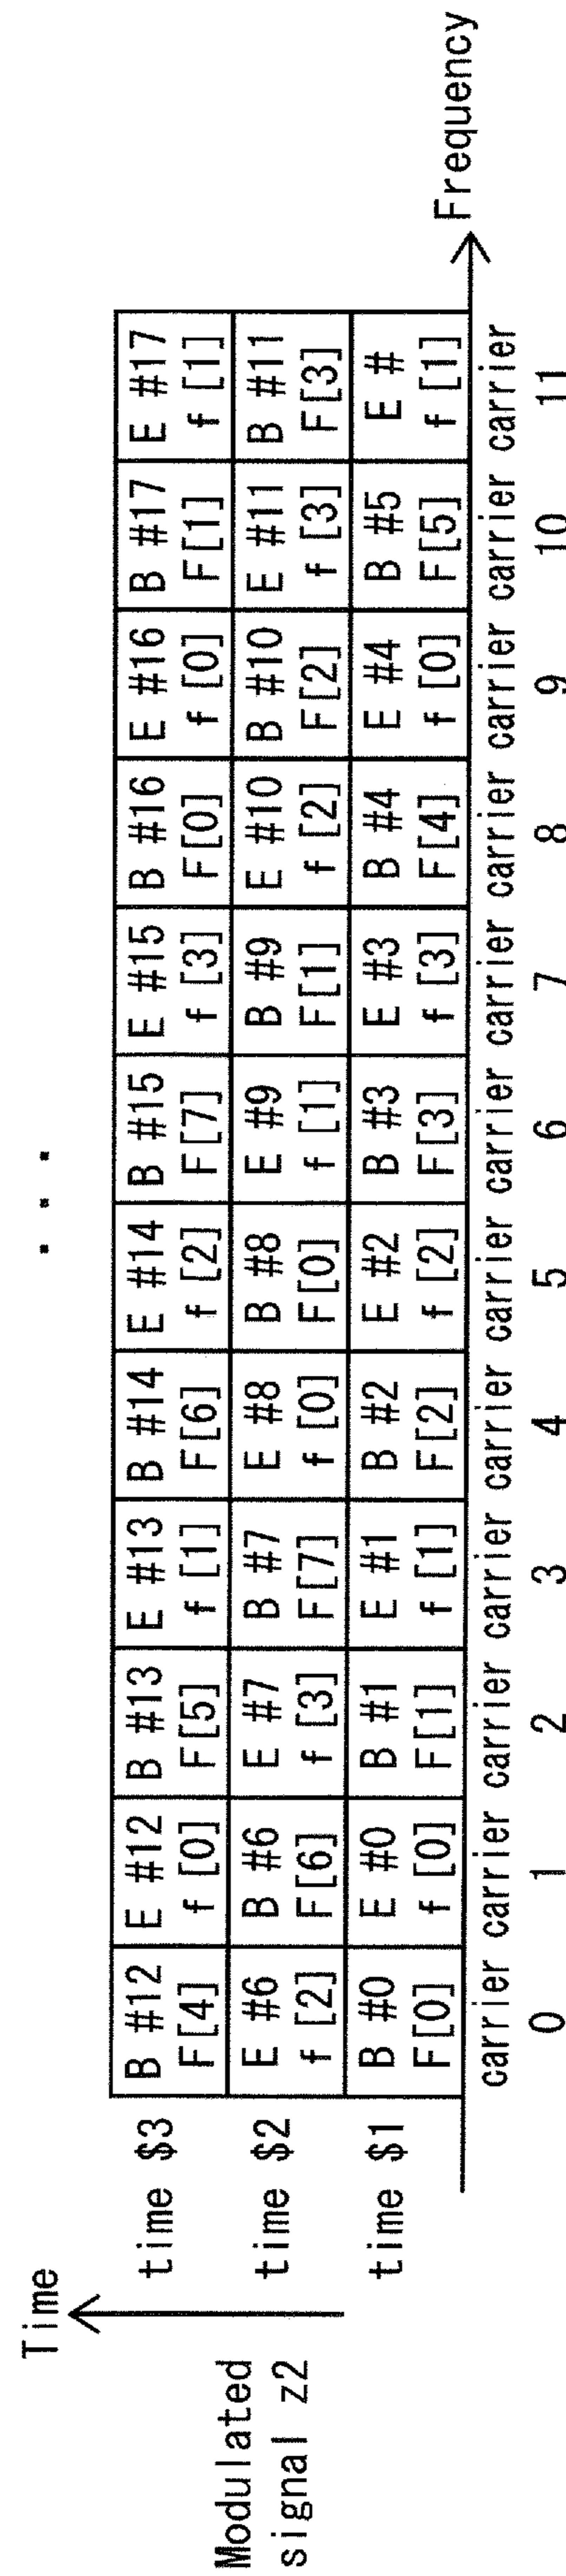 Time
Modulated
signal z2
time $3
B #12 E #12 B #13 E #13 B #14 E #14 B #15 E #15 B #16 E #16 B #17 E #17
F[4] f [0] F[5] f [1] F[6] f [2] F[7] f [3] F[0] f [0] F[1] f [1]
time $2
E #6 B #6 E #7 B #7 E #8 B #8 E #9 B #9 E #10 B #10 E #11 B #11
f [2] F[6] f [3] F[7] f [0] F[0] f [1] F[1] f [2] F[2] f [3] F[3]
time $1
B #0 E #0 B #1 E #1 B #2 E #2 B #3 E #3 B #4 E #4 B #5 E #
F[0] f [0] F[1] f [1] F[2] f [2] F[3] f [3] F[4] f [0] F[5] f [1]
carrier carrier carrier carrier carrier carrier carrier carrier carrier carrier carrier carrier
0 1 2 3 4 5 6 7 8 9 10 11
Frequency